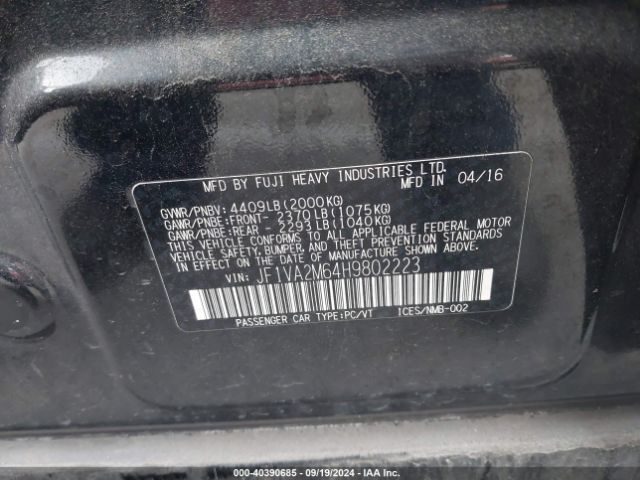 MFD BY FUJI HEAVY INDUSTRIES LTD.
MFD IN 04/16
GVWR/PNBV: 4409LB(2000KG)
GAWR/PNBE:FRONT- 2370LB(1075KG)
GAWR/PNBE:REAR - 2293LB(1040KG)
THIS VEHICLE CONFORMS TO ALL APPLICABLE FEDERAL MOTOR
VEHICLE SAFETY, BUMPER, AND THEFT PREVENTION STANDARDS
IN EFFECT ON THE DATE OF MANUFACTURE SHOWN ABOVE.
VIN: JF1VA2M64H9802223
PASSENGER CAR TYPE:PC/VT ICES/NMB-002
000-40390685 - 09/19/2024 - IAA Inc.